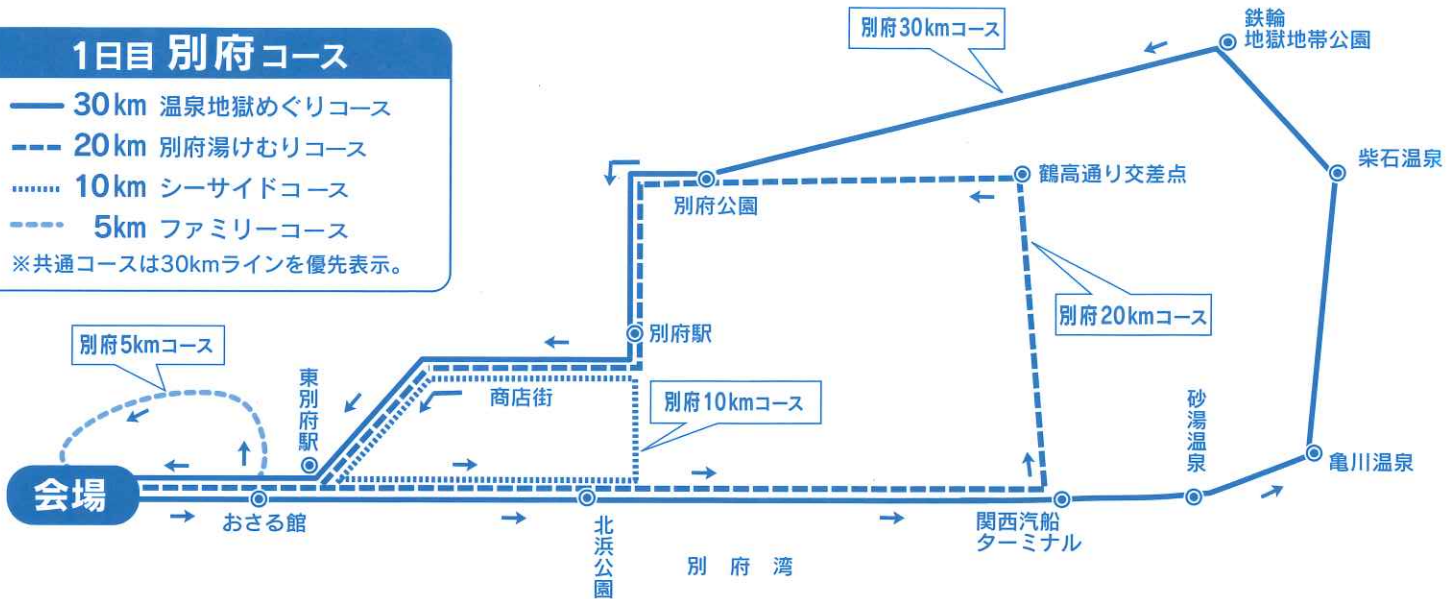 1日目 別府コース
30km 温泉地獄めぐりコース
20km 別府湯けむりコース
10km シーサイドコース
5km ファミリーコース
※共通コースは30kmラインを優先表示。
別府30kmコース
鉄輪
地獄地帯公園
柴石温泉
鶴高通り交差点
別府公園
別府20kmコース
別府駅
別府5kmコース
東別府駅
商店街
別府10kmコース
砂湯温泉
亀川温泉
会場
おさる館
北浜公園
関西汽船
ターミナル
別府湾